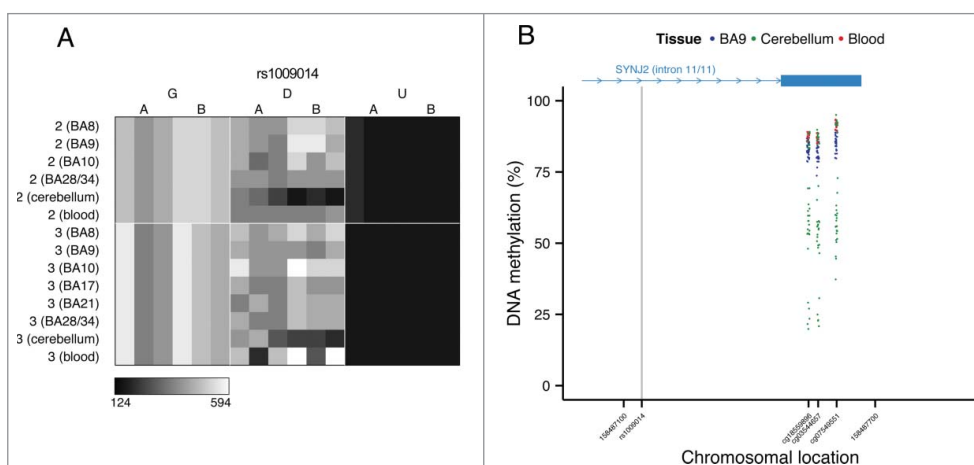 A
rs1009014
G D U
A B A B A B
2 (BA8)
2 (BA9)
2 (BA10)
2 (BA28/34)
2 (cerebellum)
2 (blood)
3 (BA8)
3 (BA9)
3 (BA10)
3 (BA17)
3 (BA21)
3 (BA28/34)
3 (cerebellum)
3 (blood)
124 594
B
Tissue BA9 Cerebellum Blood
SYNJ2 (intron 11/11)
100
75
50
25
0
DNA methylation (%)
158487100
rs1009014
cg18559896
cg03544657
cg07549551
158487700
Chromosomal location